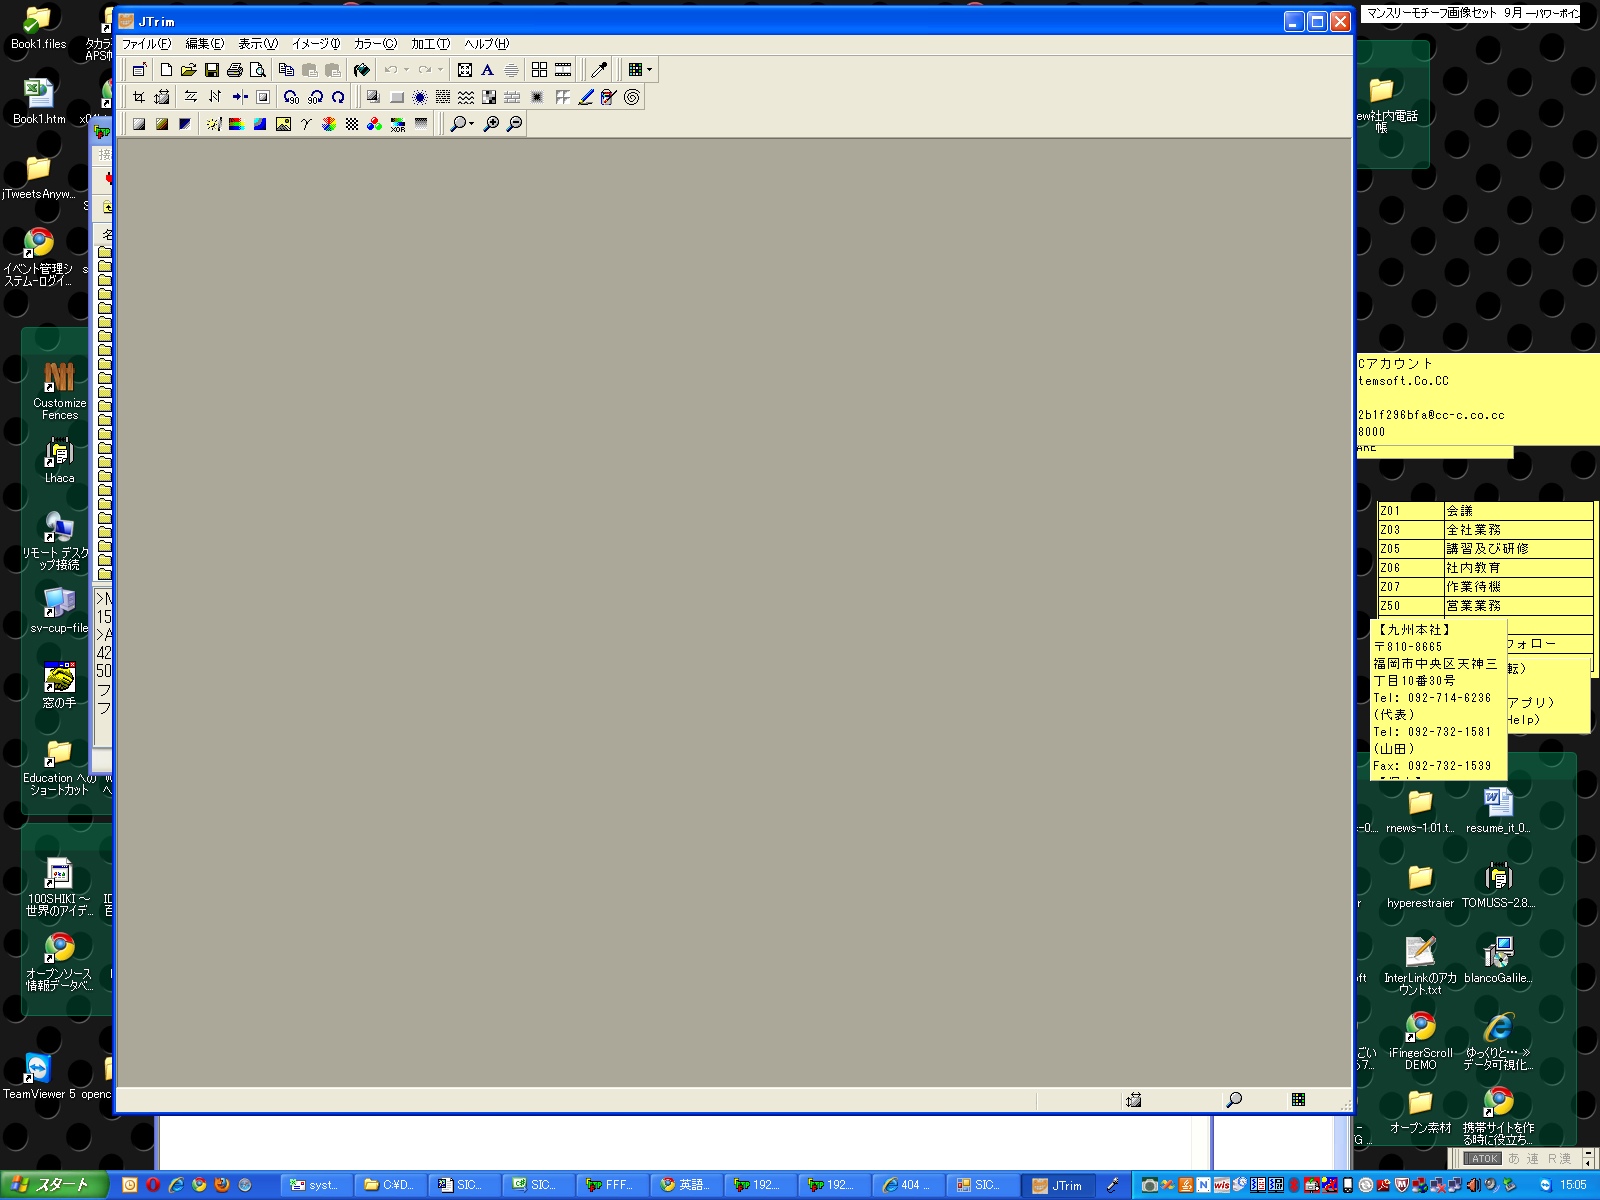 JTrim
ファイル(F) 編集(E) 表示(V) イメージ(I) カラー(C) 加工(T) ヘルプ(H)
マンスリーモチーフ画像セット 9月 ―パワーポイン
Book1.files
タカラ
Book1.htm
jTweetsAnyw...
イベント管理シ
ステム-ログイ...
Customize
Fences
Lhaca
リモート デスク
ップ接続
sv-cup-file
窓の手
Education への
ショートカット
100SHIKI ～
世界のアイデ...
オープンソース
情報データベ...
TeamViewer 5
openc
接
名
>M
15
>A
42
50
フ
フ
ew社内電話
帳
Cアカウント
temsoft.Co.CC
2b1f296bfa@cc-c.co.cc
8000
ARE
Z01 会議
Z03 全社業務
Z05 講習及び研修
Z06 社内教育
Z07 作業待機
Z50 営業業務
フォロー
転)
アプリ)
Help)
【九州本社】
〒810-8665
福岡市中央区天神三
丁目10番30号
Tel: 092-714-6236
(代表)
Tel: 092-732-1581
(山田)
Fax: 092-732-1539
rnews-1.01.t...
resume_it_0...
hyperestraier
TOMUSS-2.8....
InterLinkのアカ
ウント.txt
blancoGalile...
iFingerScroll
DEMO
ゆっくりと… »
データ可視化...
オープン素材
携帯サイトを作
る時に役立ち...
ATOK あ 連 R漢
スタート
syst...
C:¥D...
SIC...
SIC...
FFF...
英語...
192...
192...
404 ...
SIC...
JTrim
15:05